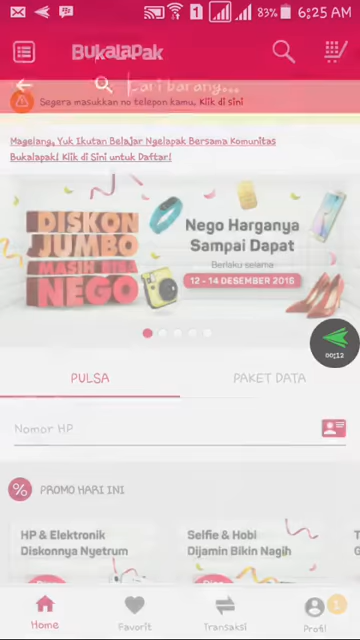 1
83%
6:25 AM
Bukalapak
Cari barang...
Segera masukkan no telepon kamu. Klik di sini
Magelang, Yuk Ikutan Belajar Ngelapak Bersama Komunitas
Bukalapak! Klik di Sini untuk Daftar!
DISKON
JUMBO
MASIH BISA
NEGO
Nego Harganya
Sampai Dapat
Berlaku selama
12 - 14 DESEMBER 2016
00:12
PULSA
PAKET DATA
Nomor HP
%
PROMO HARI INI
HP & Elektronik
Diskonnya Nyetrum
Selfie & Hobi
Dijamin Bikin Nagih
Home
Favorit
Transaksi
Profil